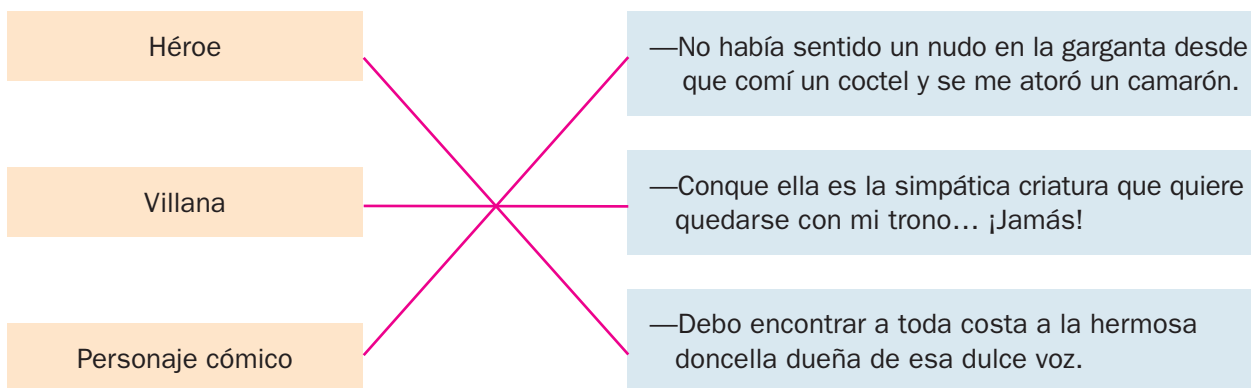 Héroe
—No había sentido un nudo en la garganta desde
que comí un coctel y se me atoró un camarón.
Villana
—Conque ella es la simpática criatura que quiere
quedarse con mi trono… ¡Jamás!
Personaje cómico
—Debo encontrar a toda costa a la hermosa
doncella dueña de esa dulce voz.